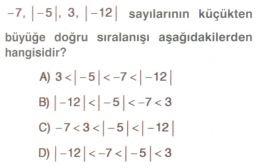 -7, |-5|, 3, |-12| sayılarının küçükten
büyüğe doğru sıralanışı aşağıdakilerden
hangisidir?
A) 3 < |-5| < -7 < |-12|
B) |-12| < |-5| < -7 < 3
C) -7 < 3 < |-5| < |-12|
D) |-12| < -7 < |-5| < 3